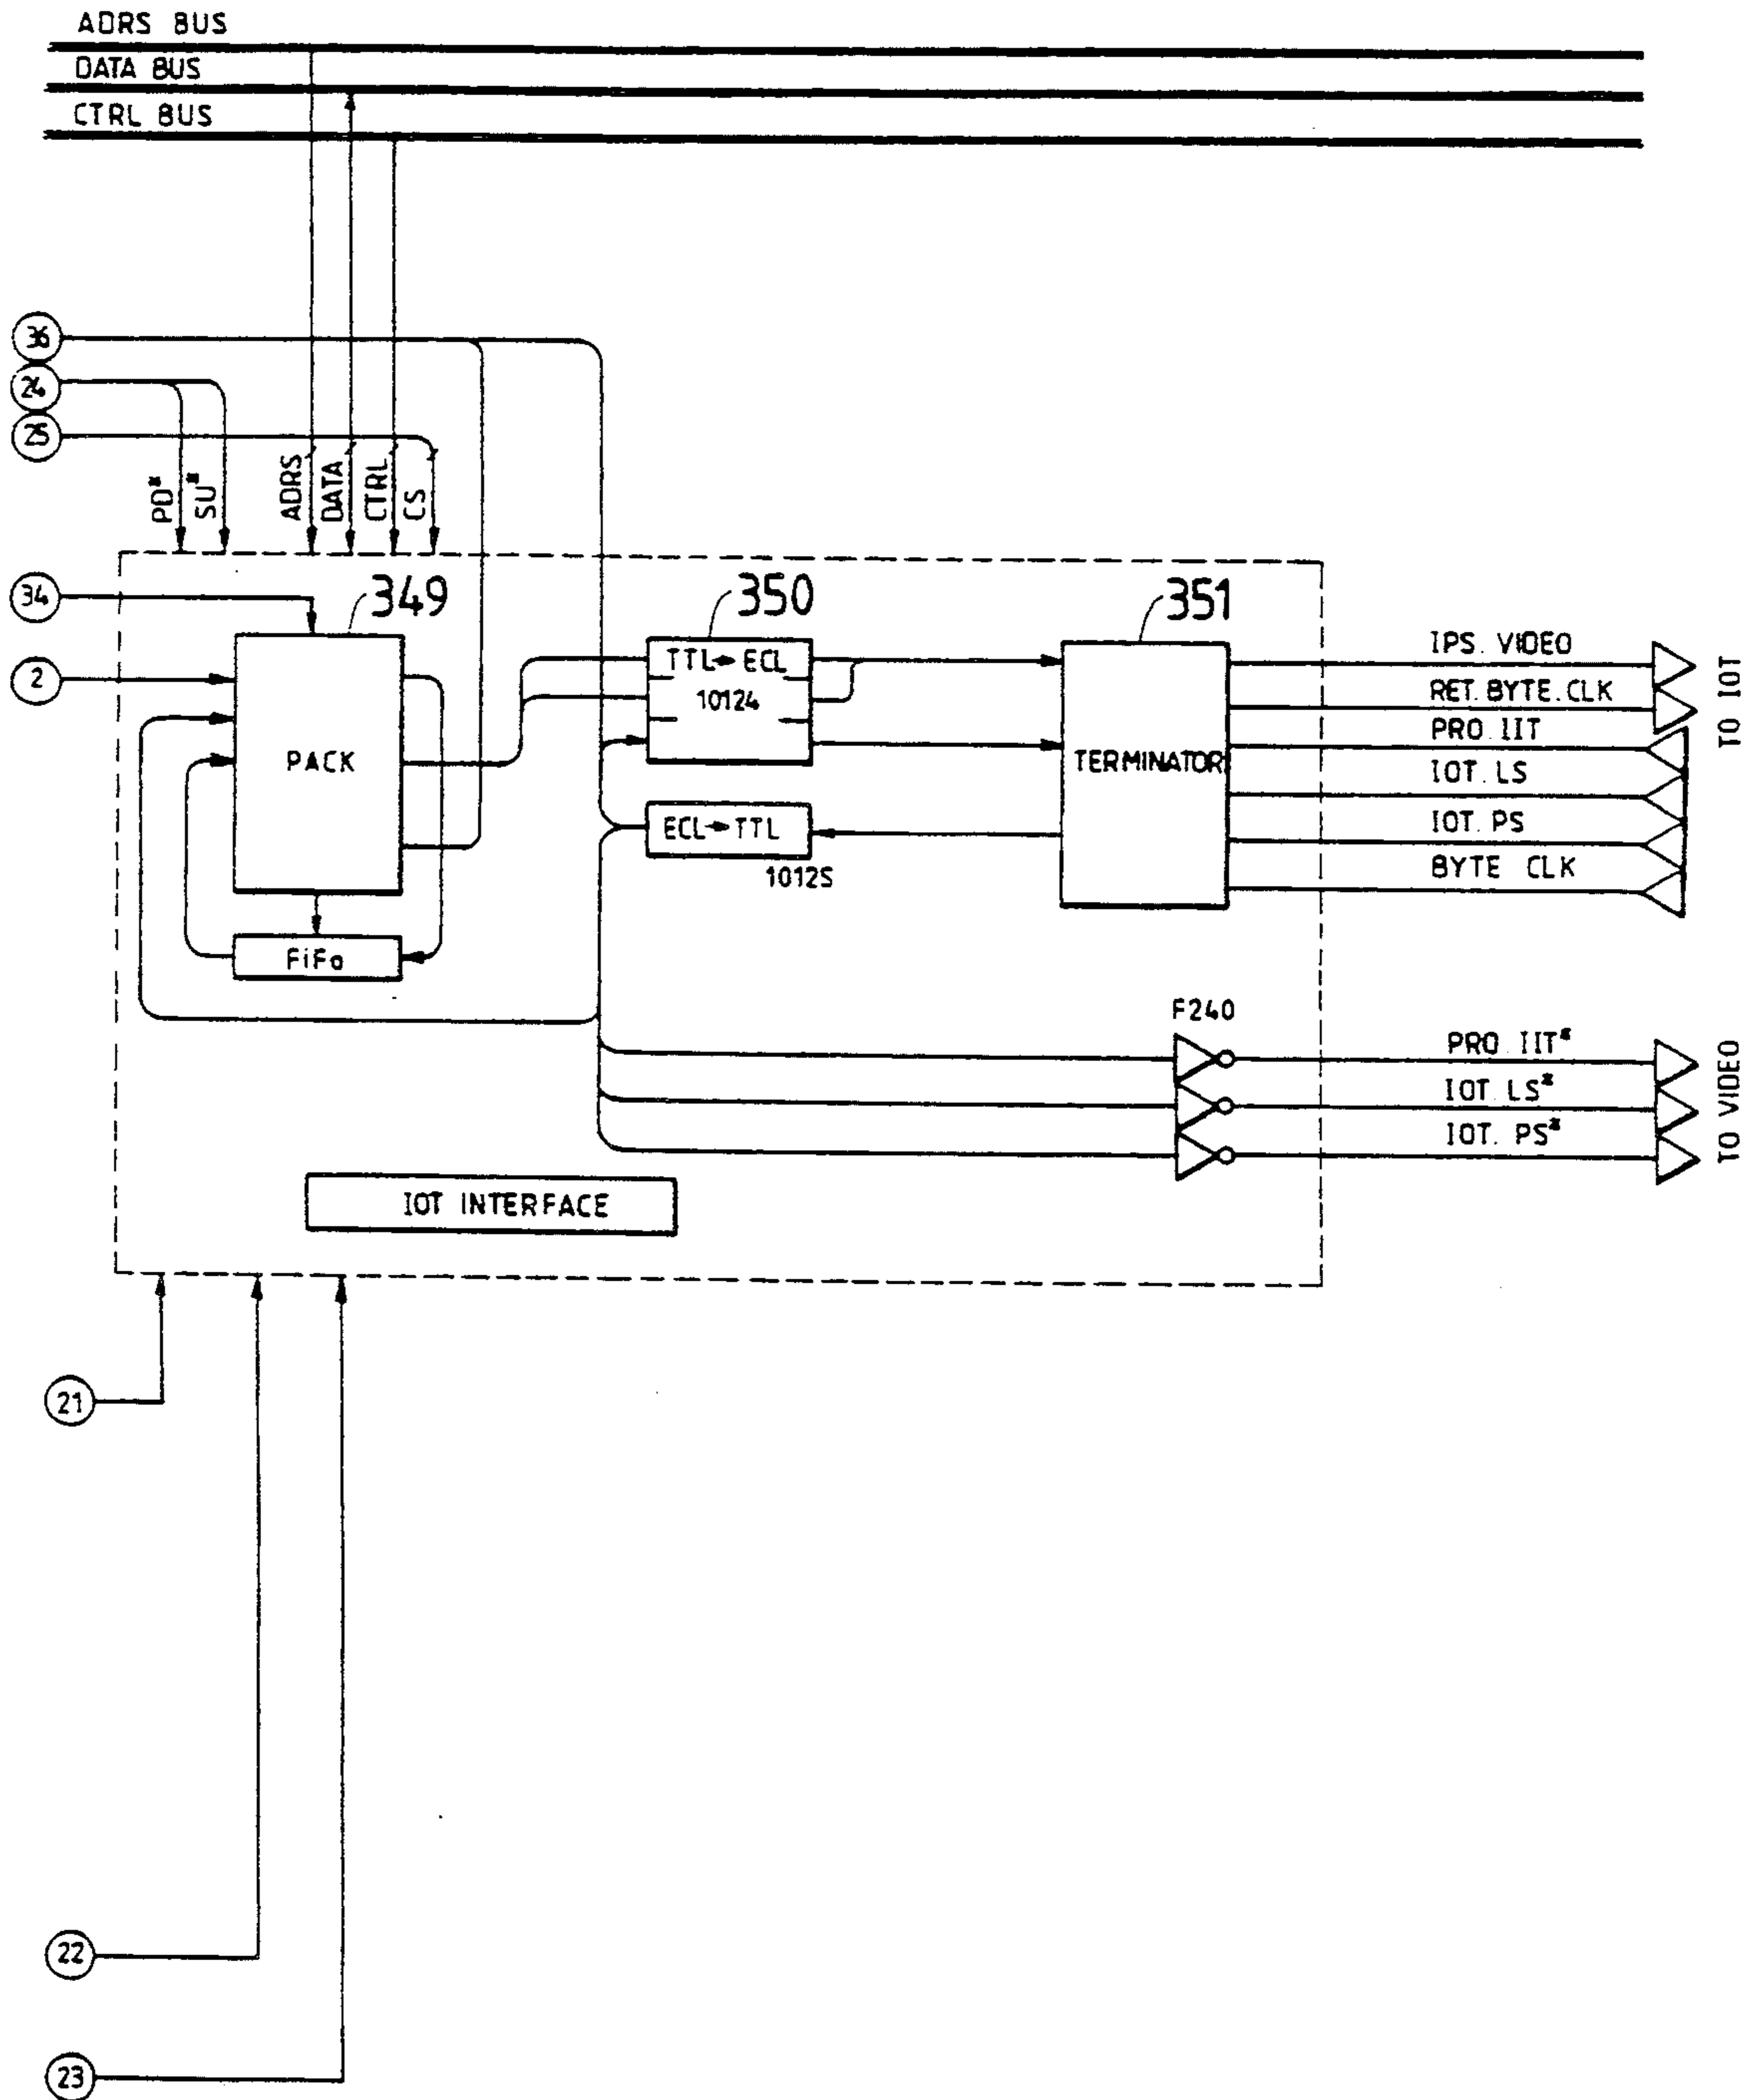 ADRS BUS
DATA BUS
CTRL BUS
36
24
25
PD*
SU*
ADRS
DATA
CTRL
CS
34
349
350
351
2
TTL→ECL
10124
PACK
TERMINATOR
IPS. VIDEO
RET. BYTE. CLK
PRO. IIT
IOT. LS
IOT. PS
BYTE CLK
TO IOT
ECL→TTL
10125
FiFo
F240
PRO. IIT*
IOT. LS*
IOT. PS*
TO VIDEO
IOT INTERFACE
21
22
23